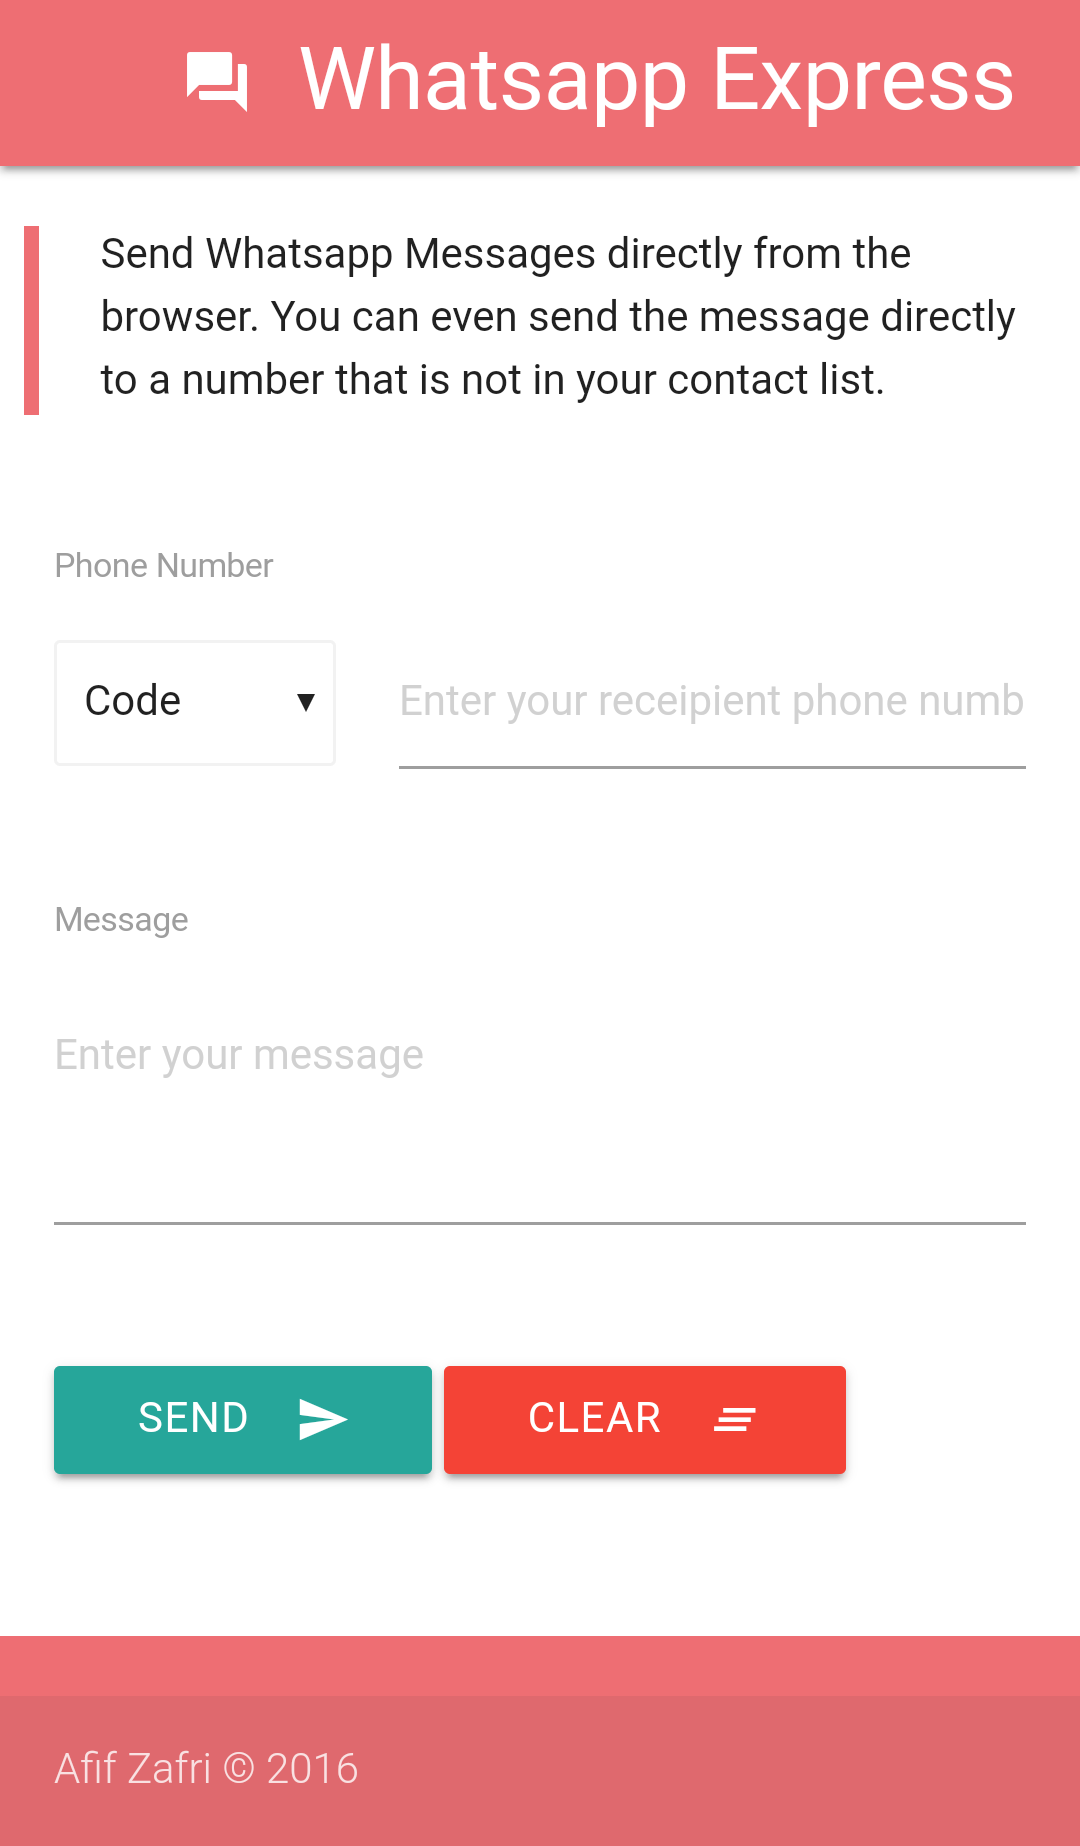 Whatsapp Express
Send Whatsapp Messages directly from the
browser. You can even send the message directly
to a number that is not in your contact list.
Phone Number
Code ▼
Enter your receipient phone numb
Message
Enter your message
SEND
CLEAR
Afif Zafri © 2016